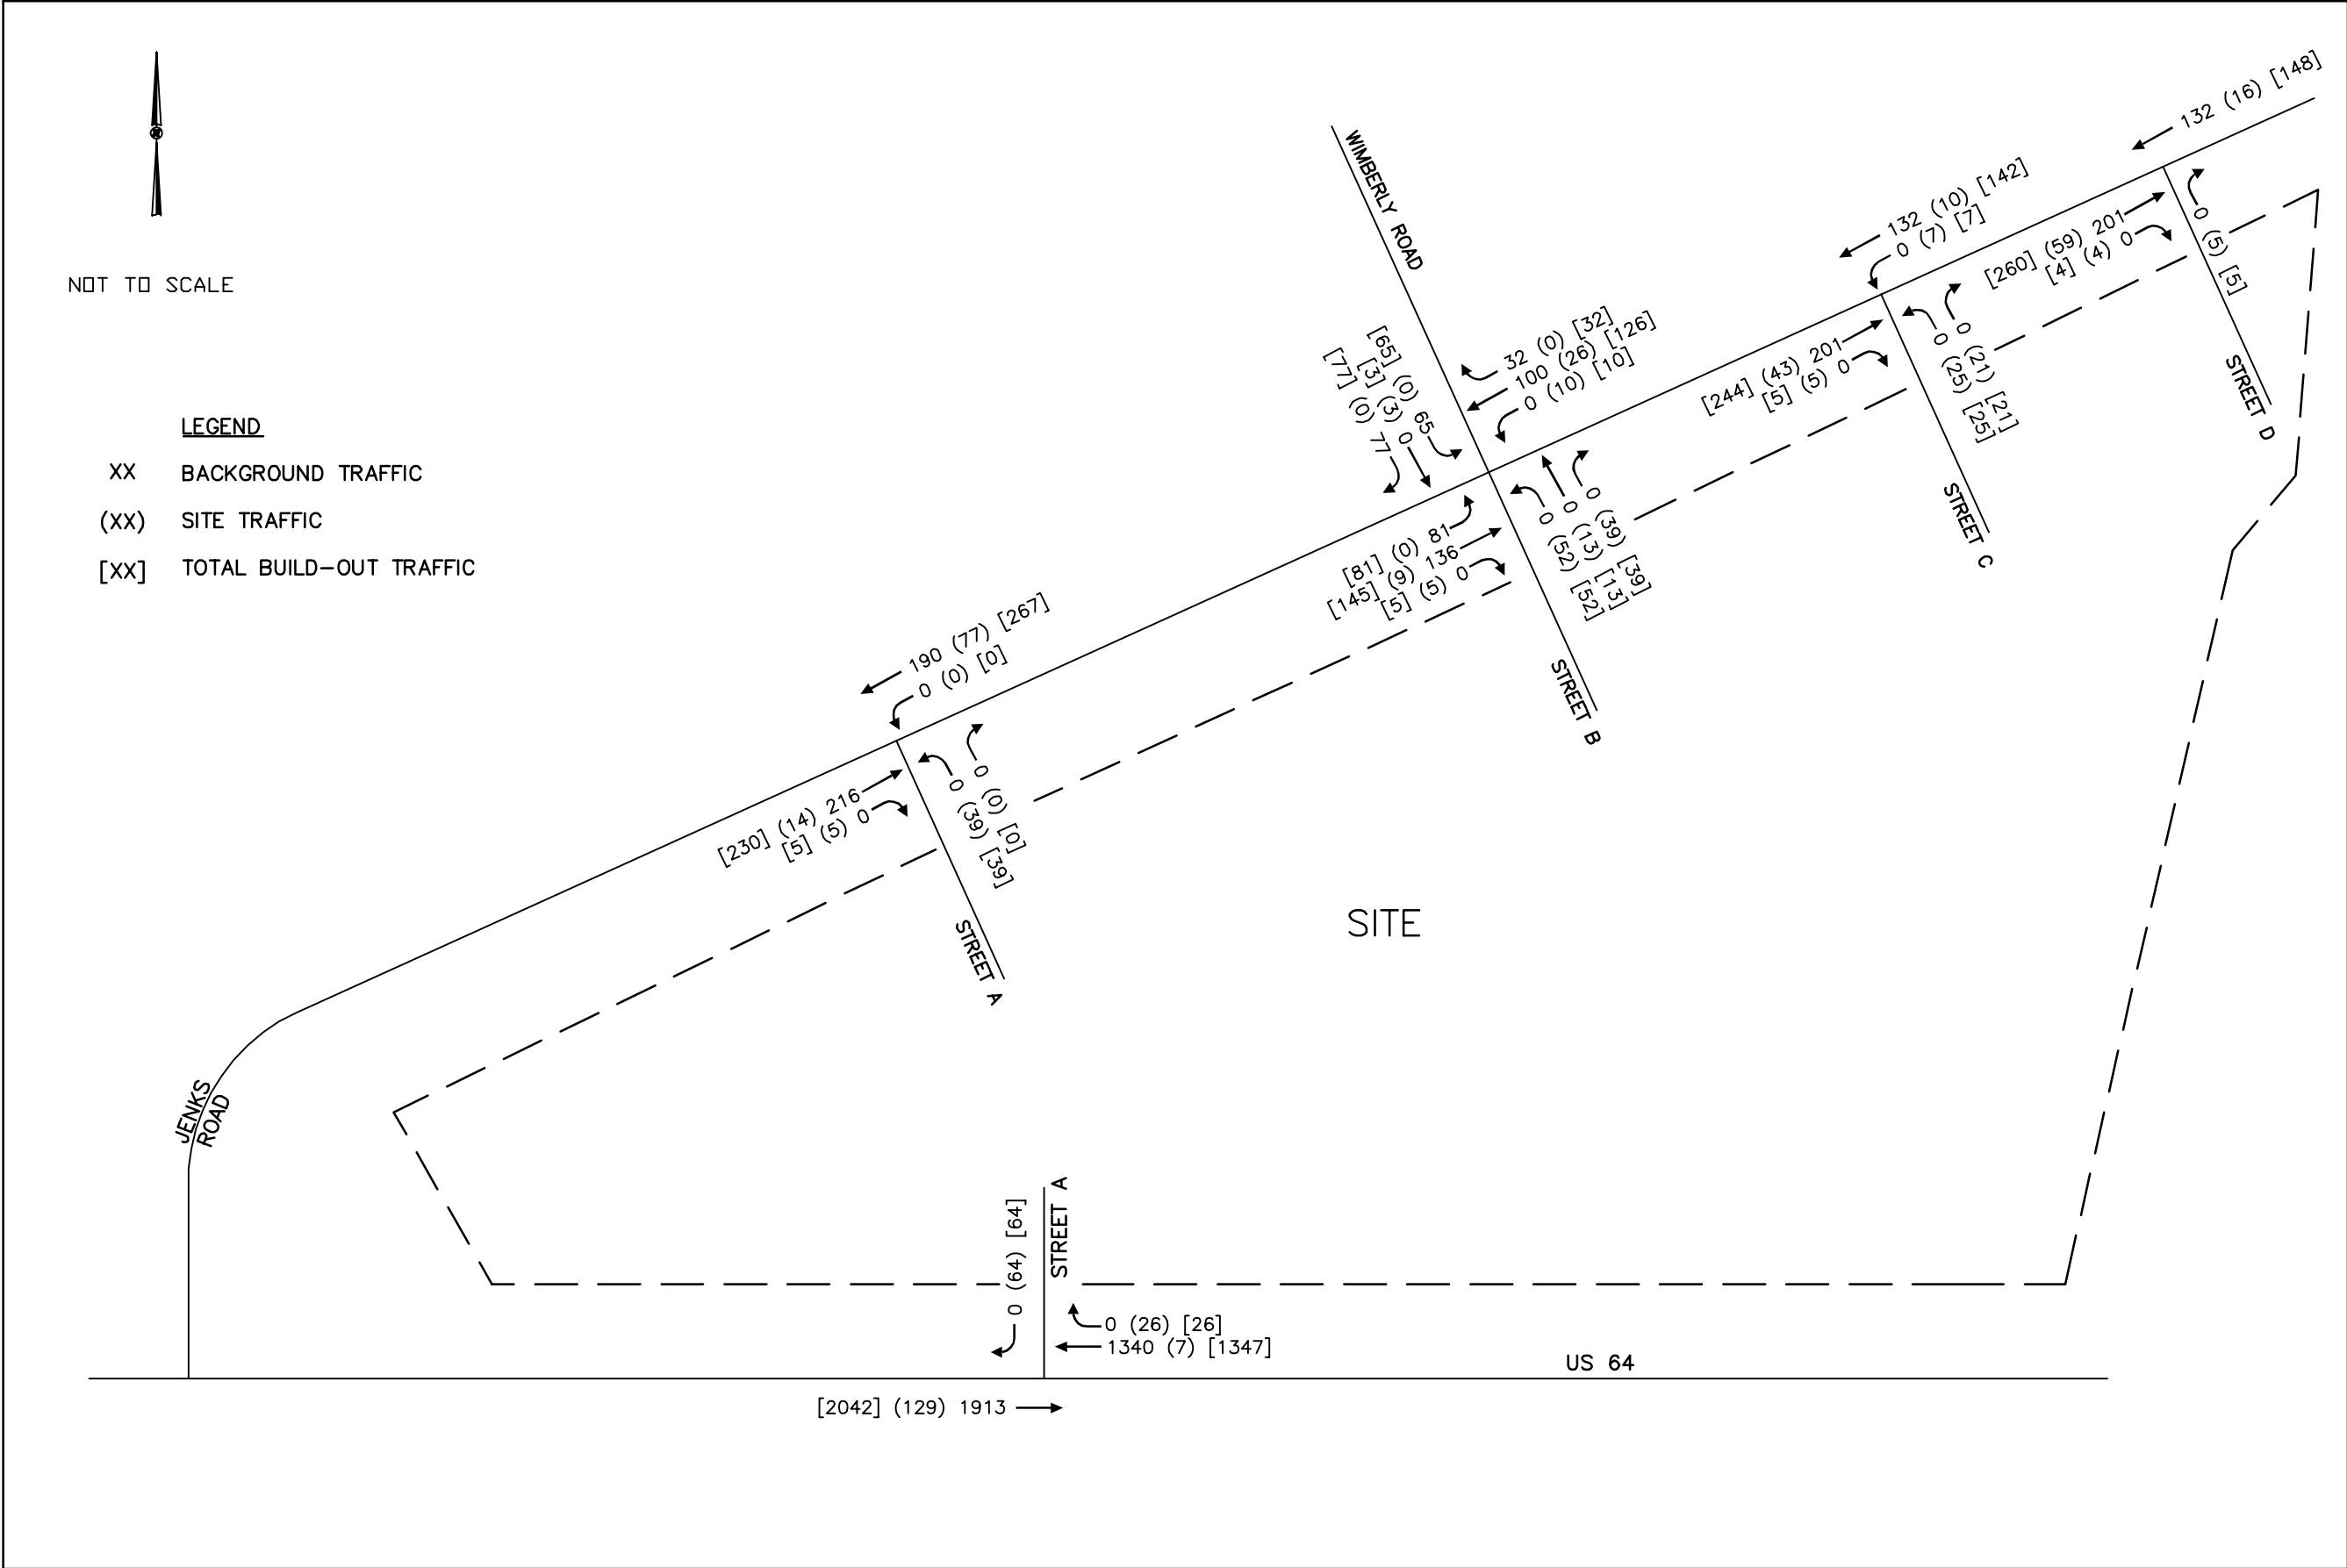 132 (16) [148]
WIMBERLY ROAD
132 (10) [142]
0 (7) [7]
[260] (59) 201
[4] (4) 0
0 (5) [5]
NOT TO SCALE
32 (0) [32]
100 (26) [126]
0 (10) [10]
[65] (0) 65
[3] (3) 0
[77] (0) 77
[244] (43) 201
[5] (5) 0
0 (21) [21]
0 (25) [25]
STREET D
LEGEND
XX BACKGROUND TRAFFIC
(XX) SITE TRAFFIC
[XX] TOTAL BUILD-OUT TRAFFIC
STREET C
[81] (0) 81
[145] (9) 136
[5] (5) 0
0 (39) [39]
0 (13) [13]
0 (52) [52]
190 (77) [267]
0 (0) [0]
STREET B
[230] (14) 216
[5] (5) 0
0 (0) [0]
0 (39) [39]
SITE
STREET A
JENKS
ROAD
0 (64) [64]
STREET A
0 (26) [26]
1340 (7) [1347]
US 64
[2042] (129) 1913